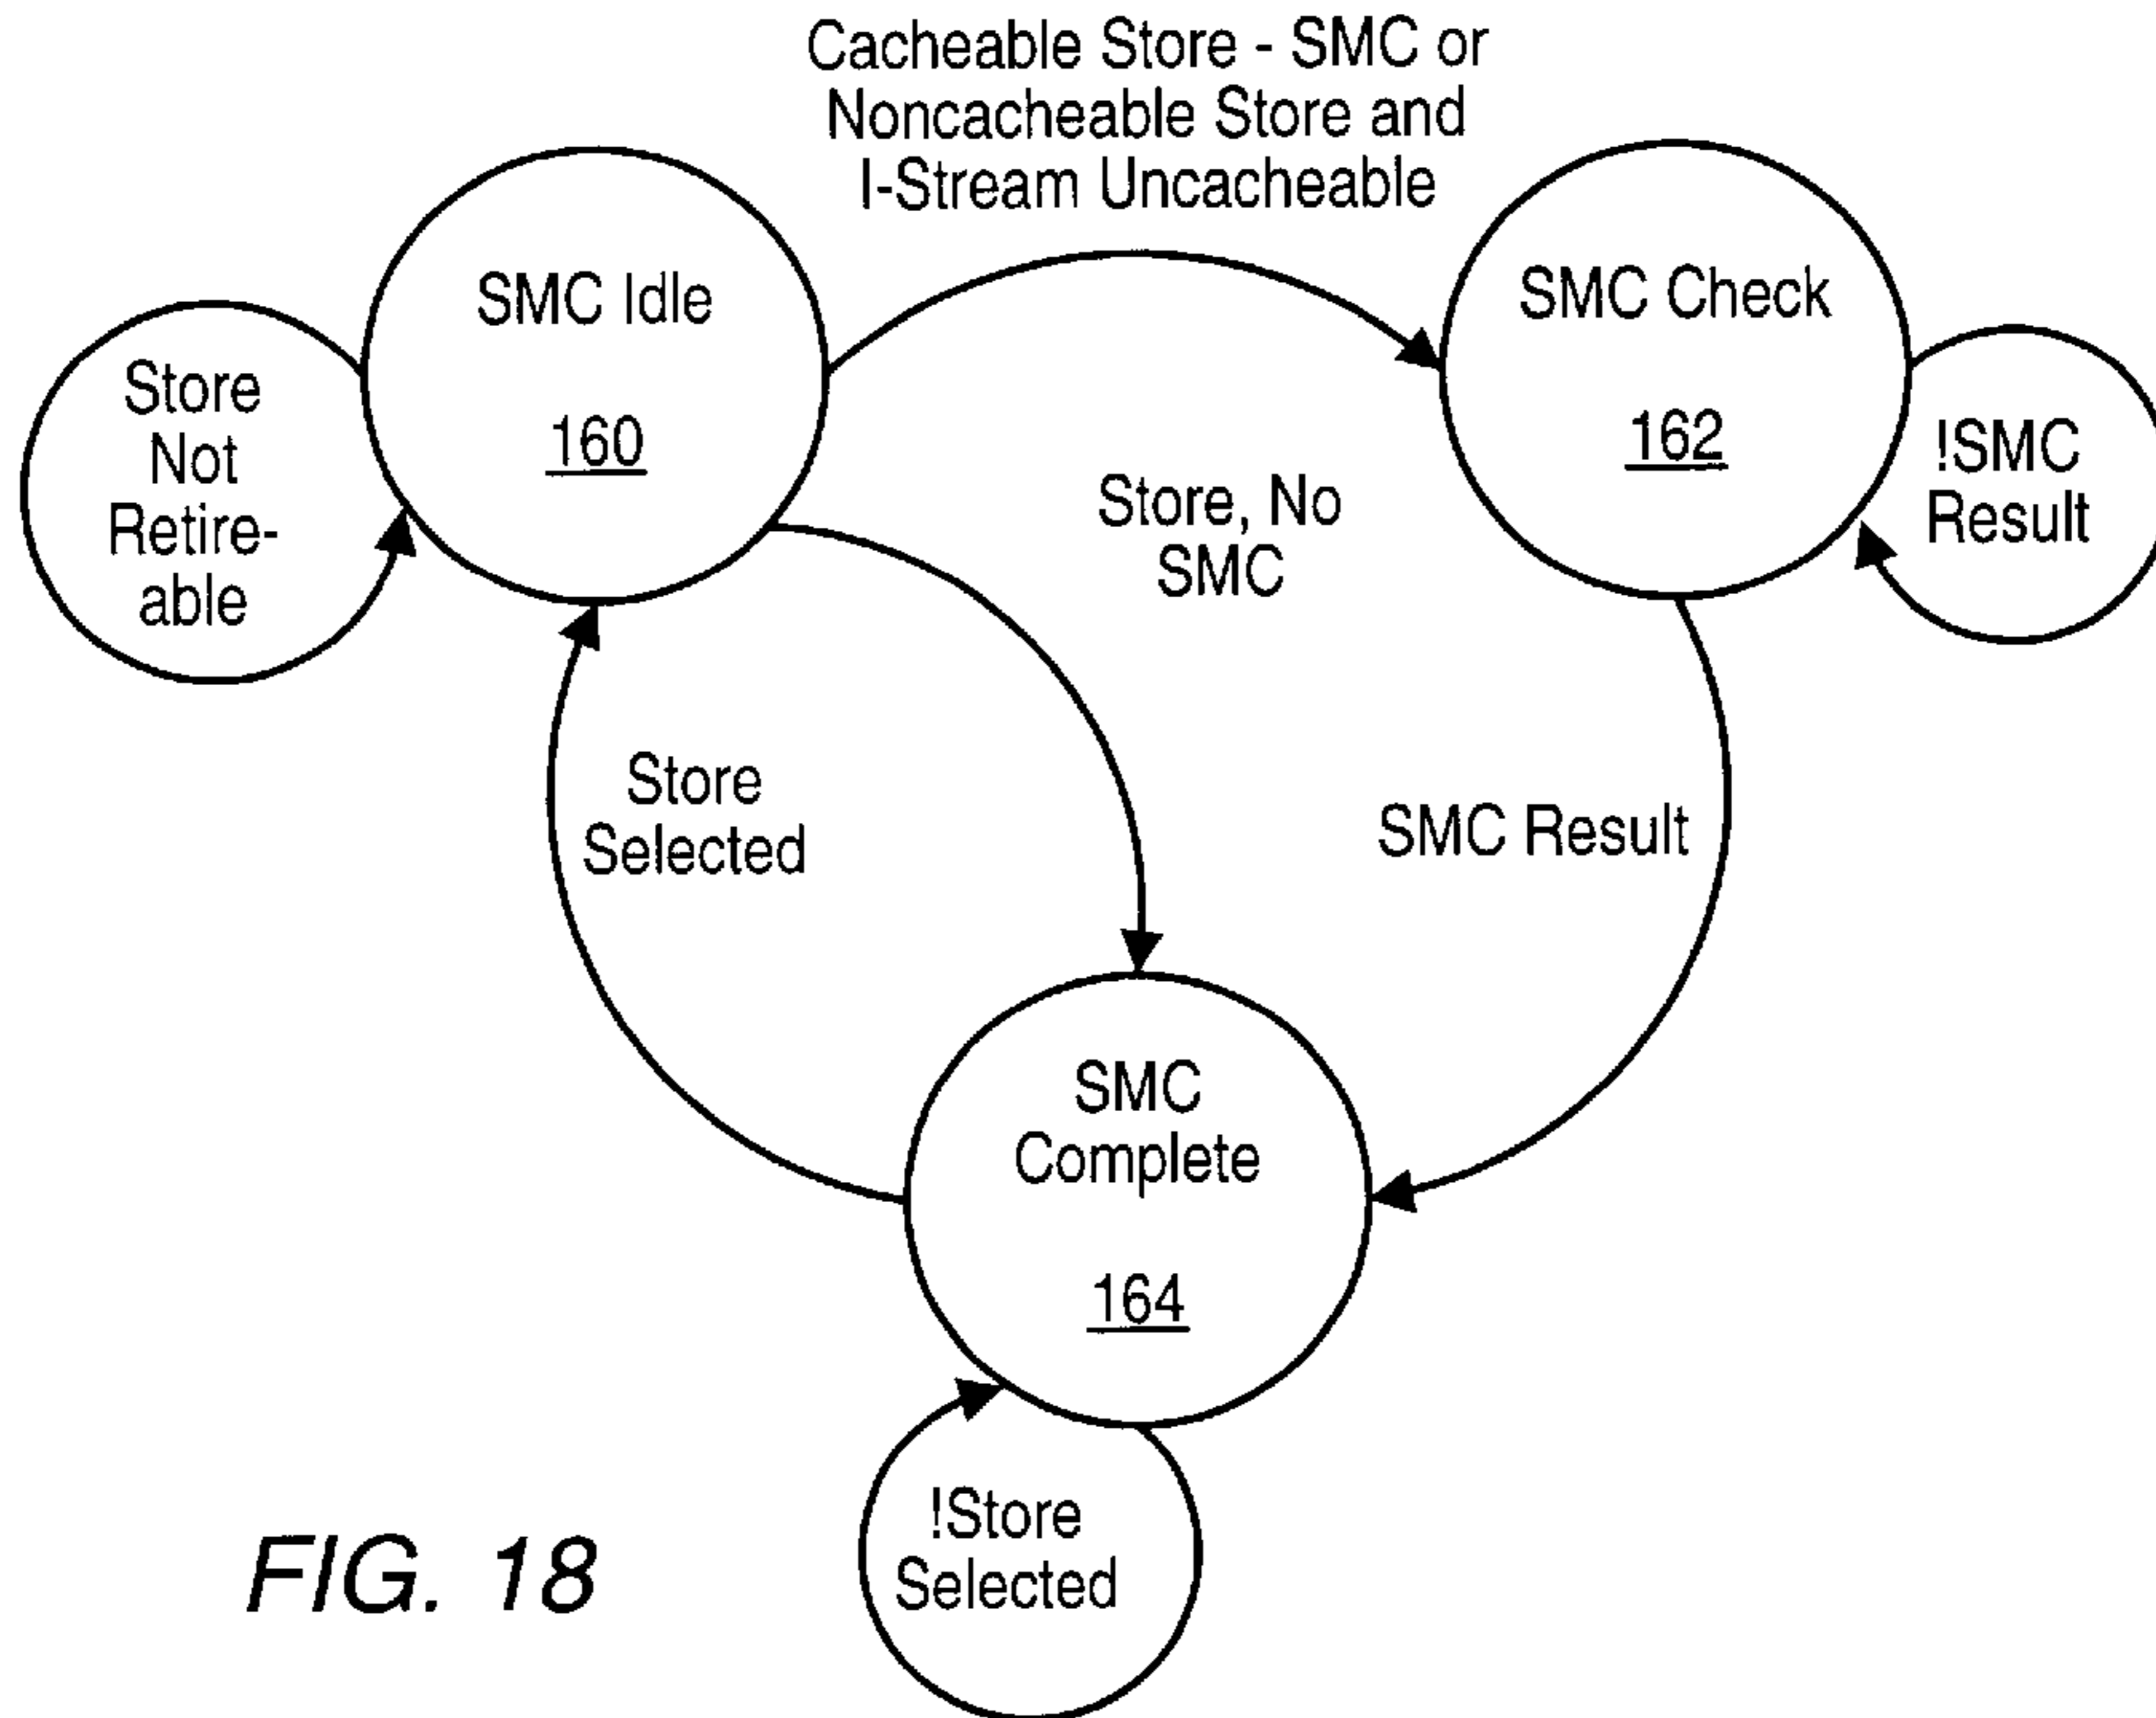 Cacheable Store - SMC or
Noncacheable Store and
I-Stream Uncacheable
SMC Idle
160
Store
Not
Retire-
able
SMC Check
162
!SMC
Result
Store, No
SMC
Store
Selected
SMC Result
SMC
Complete
164
!Store
Selected
FIG. 18